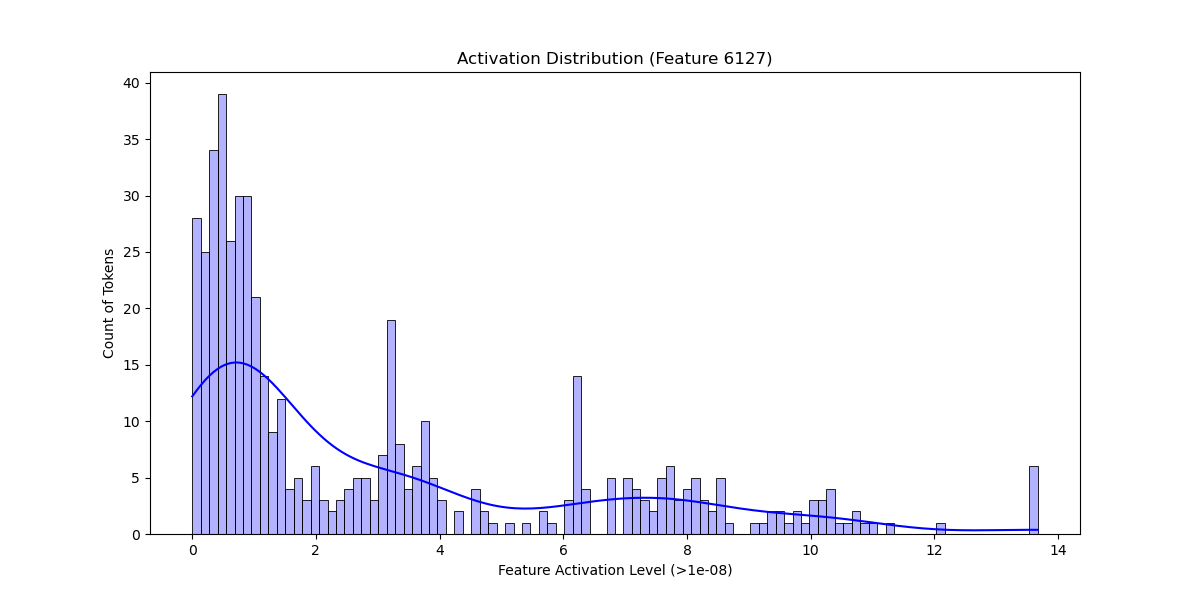 Activation Distribution (Feature 6127)
40
35
30
25
20
15
10
5
0
Count of Tokens
0 2 4 6 8 10 12 14
Feature Activation Level (>1e-08)